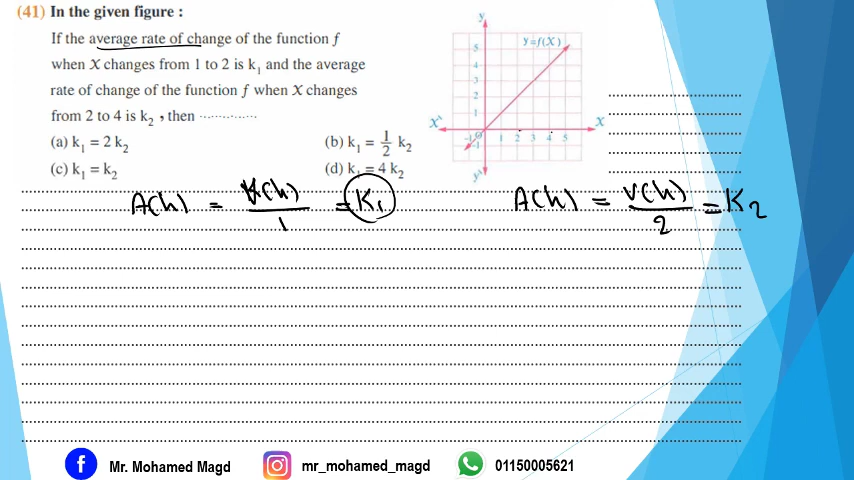 (41) In the given figure :
If the average rate of change of the function f
when X changes from 1 to 2 is k₁ and the average
rate of change of the function f when X changes
from 2 to 4 is k₂ , then ..............
(a) k₁ = 2 k₂
(b) k₁ = 1/2 k₂
(c) k₁ = k₂
(d) k₁ = 4 k₂
y
y=f(X)
5
4
3
2
1
X` -1 O 1 2 3 4 5 X
-1
y`
A(h) = V(h)/1 = K₁
A(h) = V(h)/2 = K₂
f Mr. Mohamed Magd mr_mohamed_magd 01150005621